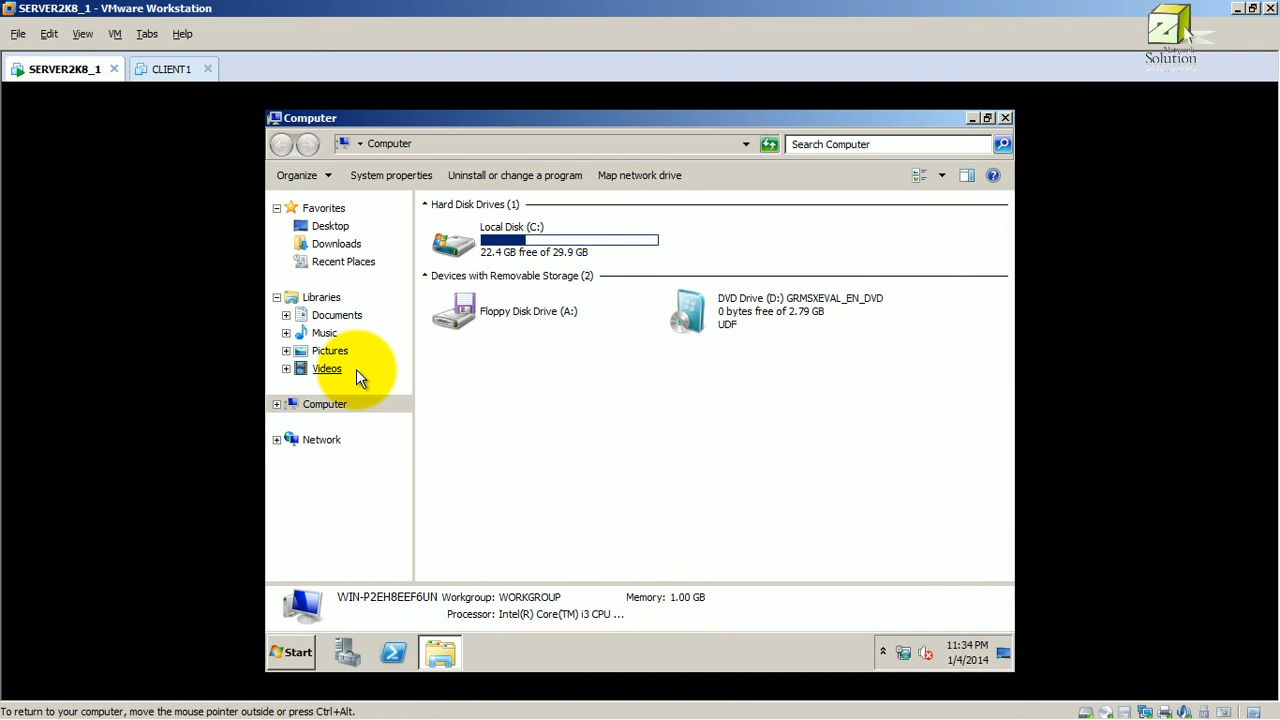 SERVER2K8_1 - VMware Workstation
File Edit View VM Tabs Help
Z
Network
Solution
SERVER2K8_1 CLIENT1
Computer
Computer Search Computer
Organize System properties Uninstall or change a program Map network drive
Favorites
Desktop
Downloads
Recent Places
Libraries
Documents
Music
Pictures
Videos
Computer
Network
Hard Disk Drives (1)
Local Disk (C:)
22.4 GB free of 29.9 GB
Devices with Removable Storage (2)
Floppy Disk Drive (A:)
DVD Drive (D:) GRMSXEVAL_EN_DVD
0 bytes free of 2.79 GB
UDF
WIN-P2EH8EEF6UN Workgroup: WORKGROUP Memory: 1.00 GB
Processor: Intel(R) Core(TM) i3 CPU ...
Start
11:34 PM
1/4/2014
To return to your computer, move the mouse pointer outside or press Ctrl+Alt.